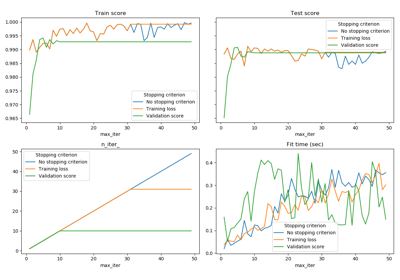 Train score
1.000
0.995
0.990
0.985
0.980
0.975
0.970
0.965
Stopping criterion
No stopping criterion
Training loss
Validation score
0
10
20
30
40
50
max_iter
Test score
Stopping criterion
No stopping criterion
Training loss
Validation score
0
10
20
30
40
50
max_iter
n_iter_
50
40
30
20
10
0
Stopping criterion
No stopping criterion
Training loss
Validation score
0
10
20
30
40
50
max_iter
Fit time (sec)
0.4
0.3
0.2
0.1
0.0
Stopping criterion
No stopping criterion
Training loss
Validation score
0
10
20
30
40
50
max_iter